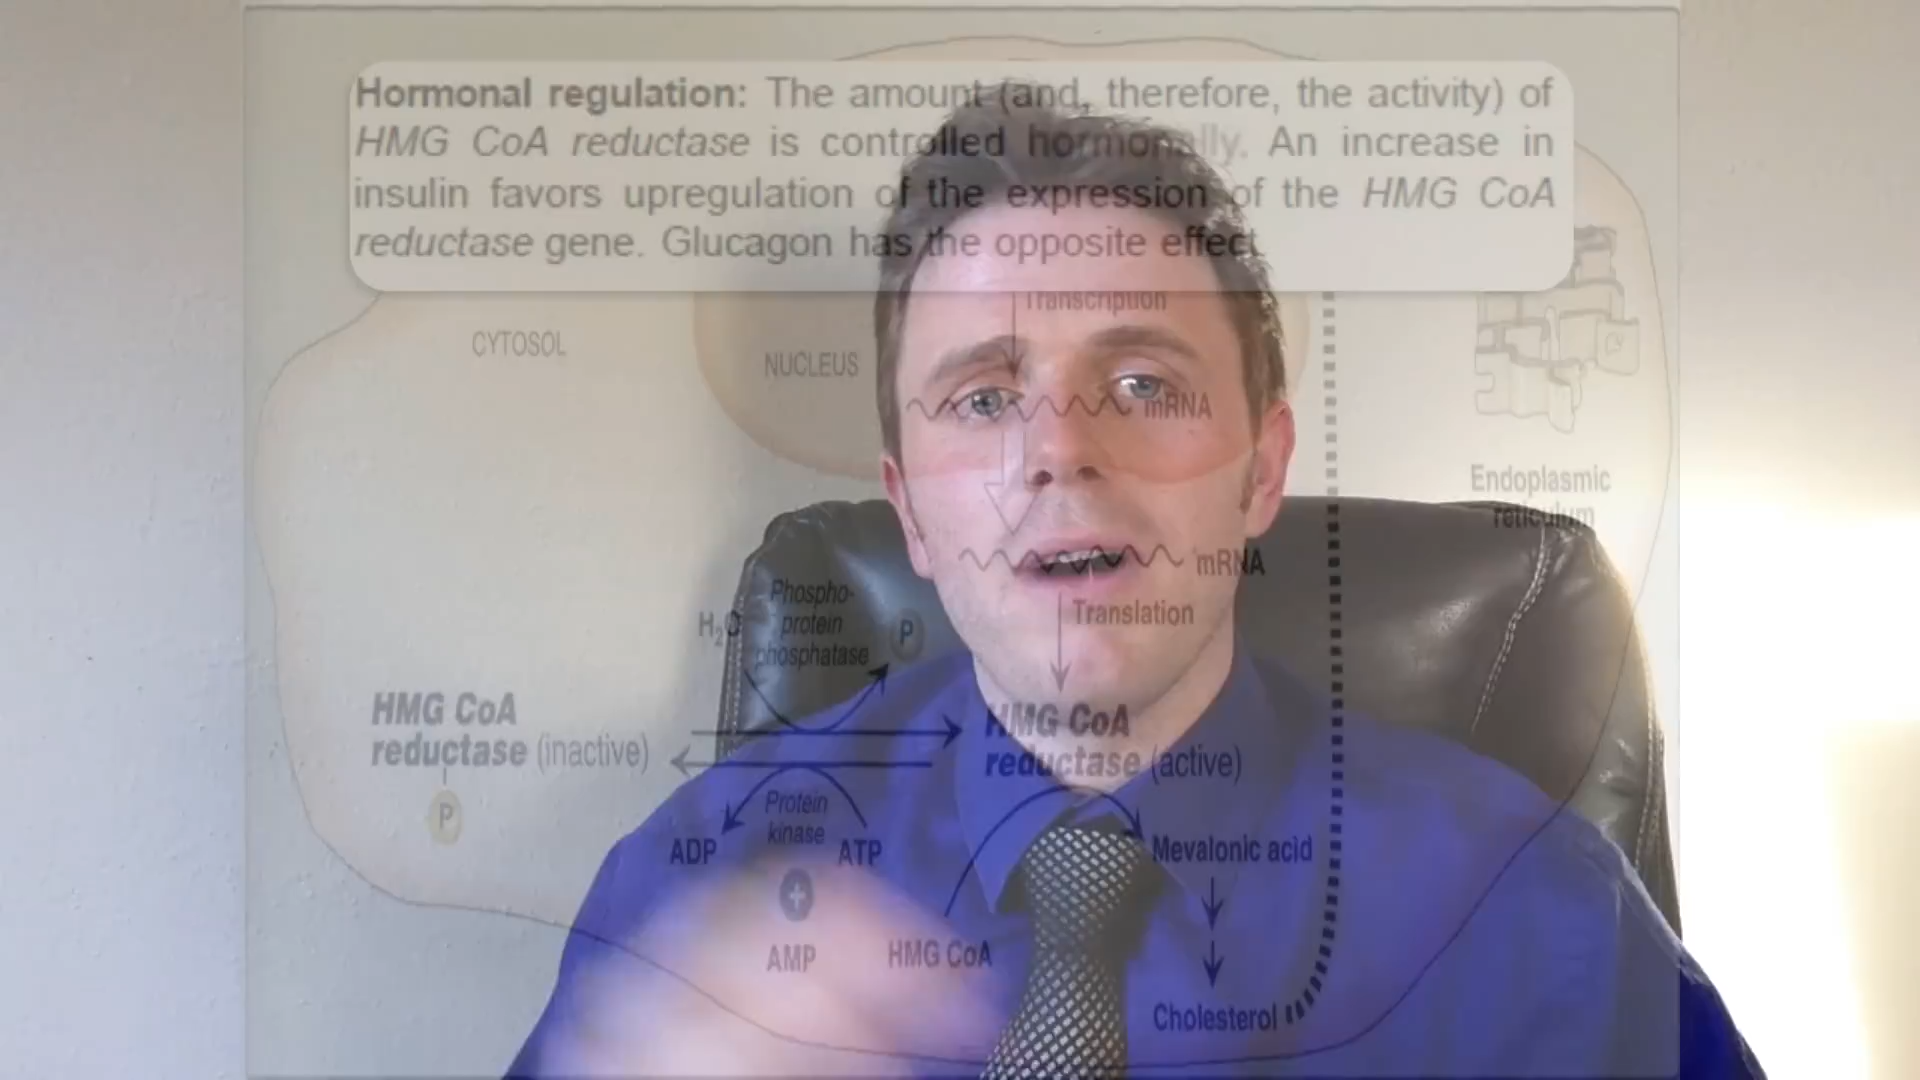 Hormonal regulation: The amount (and, therefore, the activity) of
HMG CoA reductase is controlled hormonally. An increase in
insulin favors upregulation of the expression of the HMG CoA
reductase gene. Glucagon has the opposite effect.
Transcription
CYTOSOL
NUCLEUS
mRNA
Endoplasmic
reticulum
mRNA
Phospho-
protein
phosphatase
H2O
P
Translation
HMG CoA
reductase (inactive)
P
HMG CoA
reductase (active)
Protein
kinase
ADP
ATP
Mevalonic acid
+
AMP
HMG CoA
Cholesterol